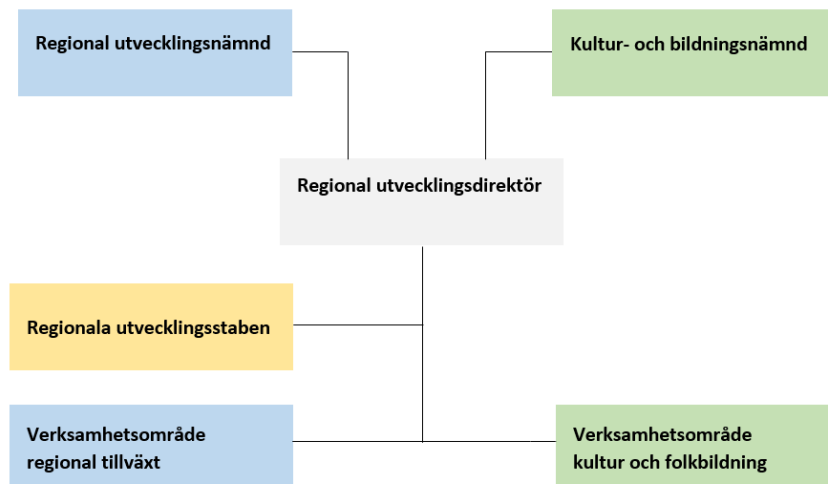 Regional utvecklingsnämnd
Kultur- och bildningsnämnd
Regional utvecklingsdirektör
Regionala utvecklingsstaben
Verksamhetsområde
regional tillväxt
Verksamhetsområde
kultur och folkbildning